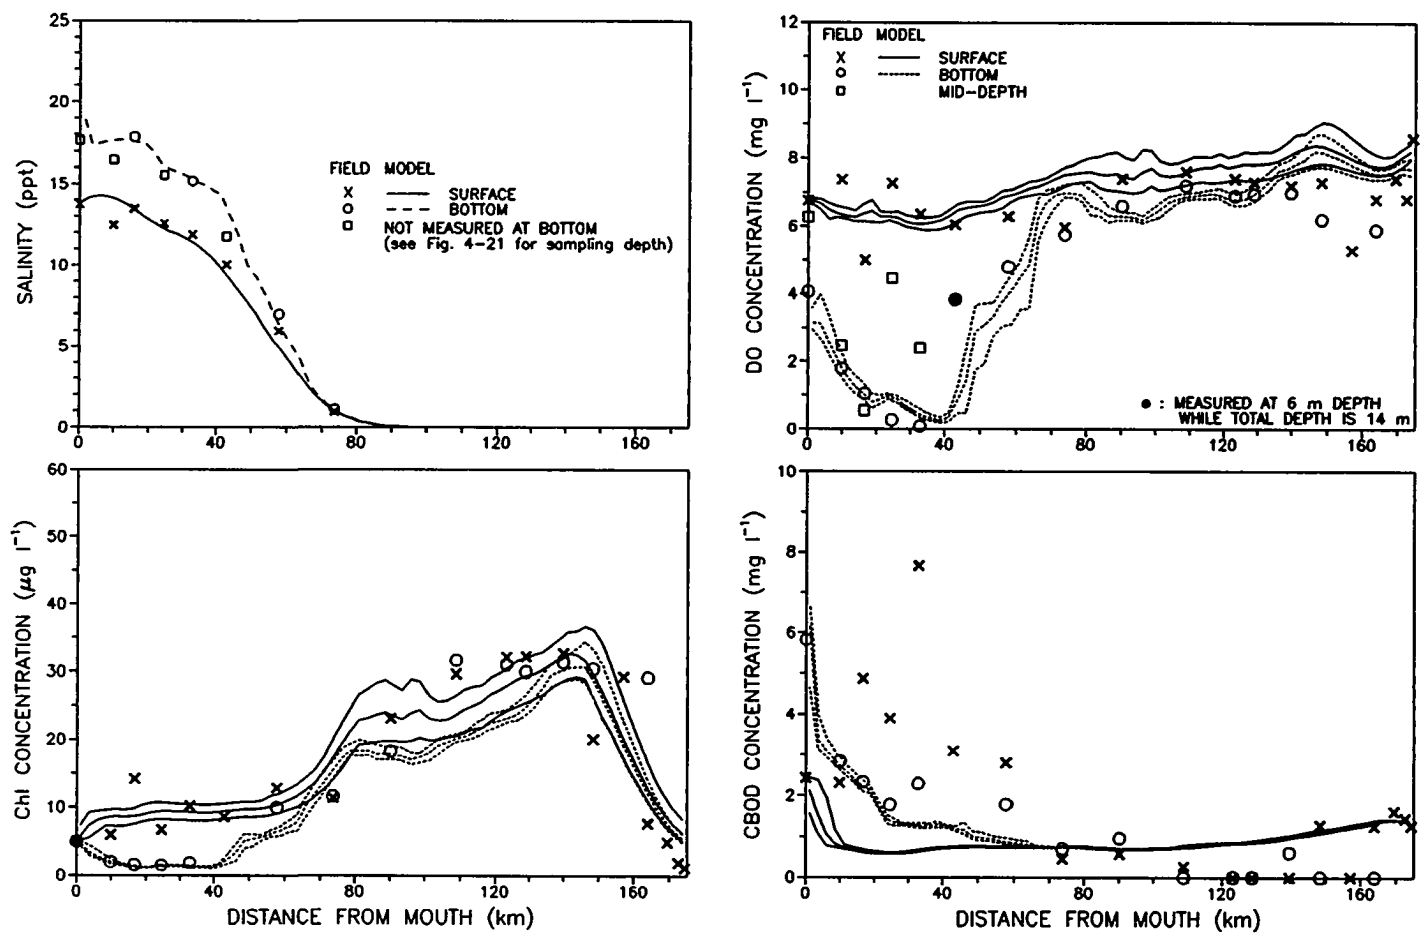 25
20
15
10
5
0
SALINITY (ppt)
FIELD MODEL
SURFACE
BOTTOM
NOT MEASURED AT BOTTOM
(see Fig. 4-21 for sampling depth)
0 40 80 120 160
12
10
8
6
4
2
0
DO CONCENTRATION (mg l⁻¹)
FIELD MODEL
SURFACE
BOTTOM
MID-DEPTH
● : MEASURED AT 6 m DEPTH
WHILE TOTAL DEPTH IS 14 m
0 40 80 120 160
60
50
40
30
20
10
0
Chl CONCENTRATION (μg l⁻¹)
0 40 80 120 160
DISTANCE FROM MOUTH (km)
10
8
6
4
2
0
CBOD CONCENTRATION (mg l⁻¹)
0 40 80 120 160
DISTANCE FROM MOUTH (km)